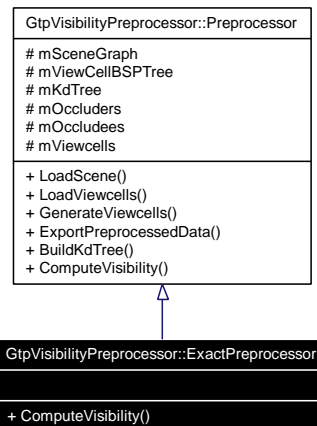 GtpVisibilityPreprocessor::Preprocessor
# mSceneGraph
# mViewCellBSPTree
# mKdTree
# mOccluders
# mOccludees
# mViewcells
+ LoadScene()
+ LoadViewcells()
+ GenerateViewcells()
+ ExportPreprocessedData()
+ BuildKdTree()
+ ComputeVisibility()
GtpVisibilityPreprocessor::ExactPreprocessor
+ ComputeVisibility()